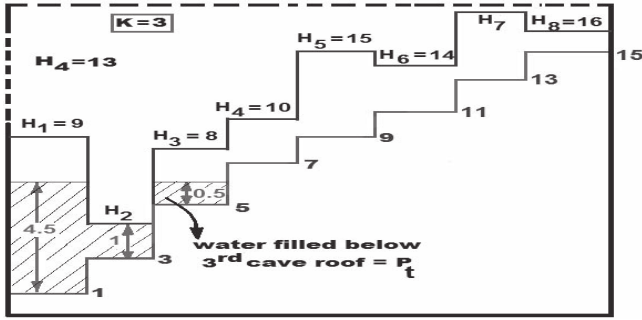 K=3
H4=13
H1=9
H2
H3=8
H4=10
H5=15
H6=14
H7
H8=16
4.5
1
0.5
1
3
5
7
9
11
13
15
water filled below
3rd cave roof = Pt